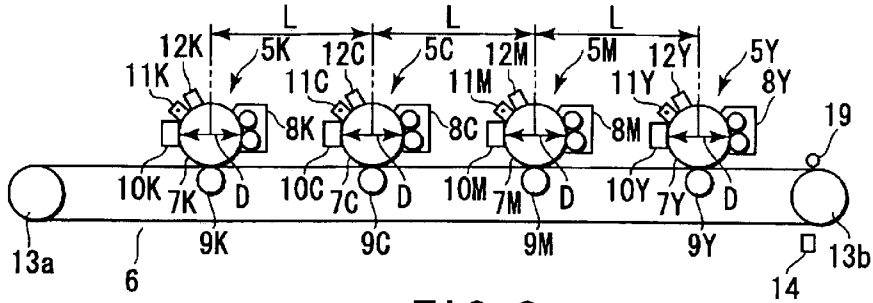 L L L
12K 5K 12C 5C 12M 5M 12Y 5Y
11K 11C 11M 11Y 8Y
8K 8C 8M 19
10K 7K D 10C 7C D 10M 7M D 10Y 7Y D
13a 6 9K 9C 9M 9Y 14 13b